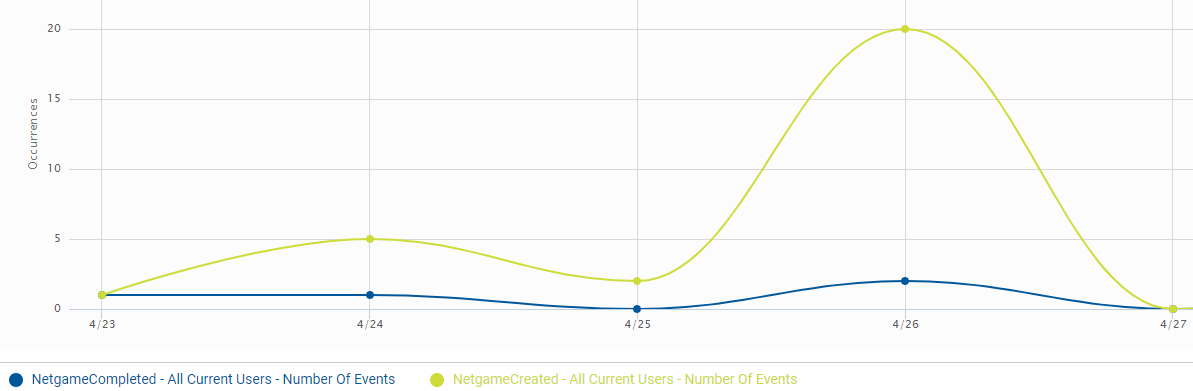 20
15
10
5
0
Occurrences
4/23 4/24 4/25 4/26 4/27
NetgameCompleted - All Current Users - Number Of Events NetgameCreated - All Current Users - Number Of Events